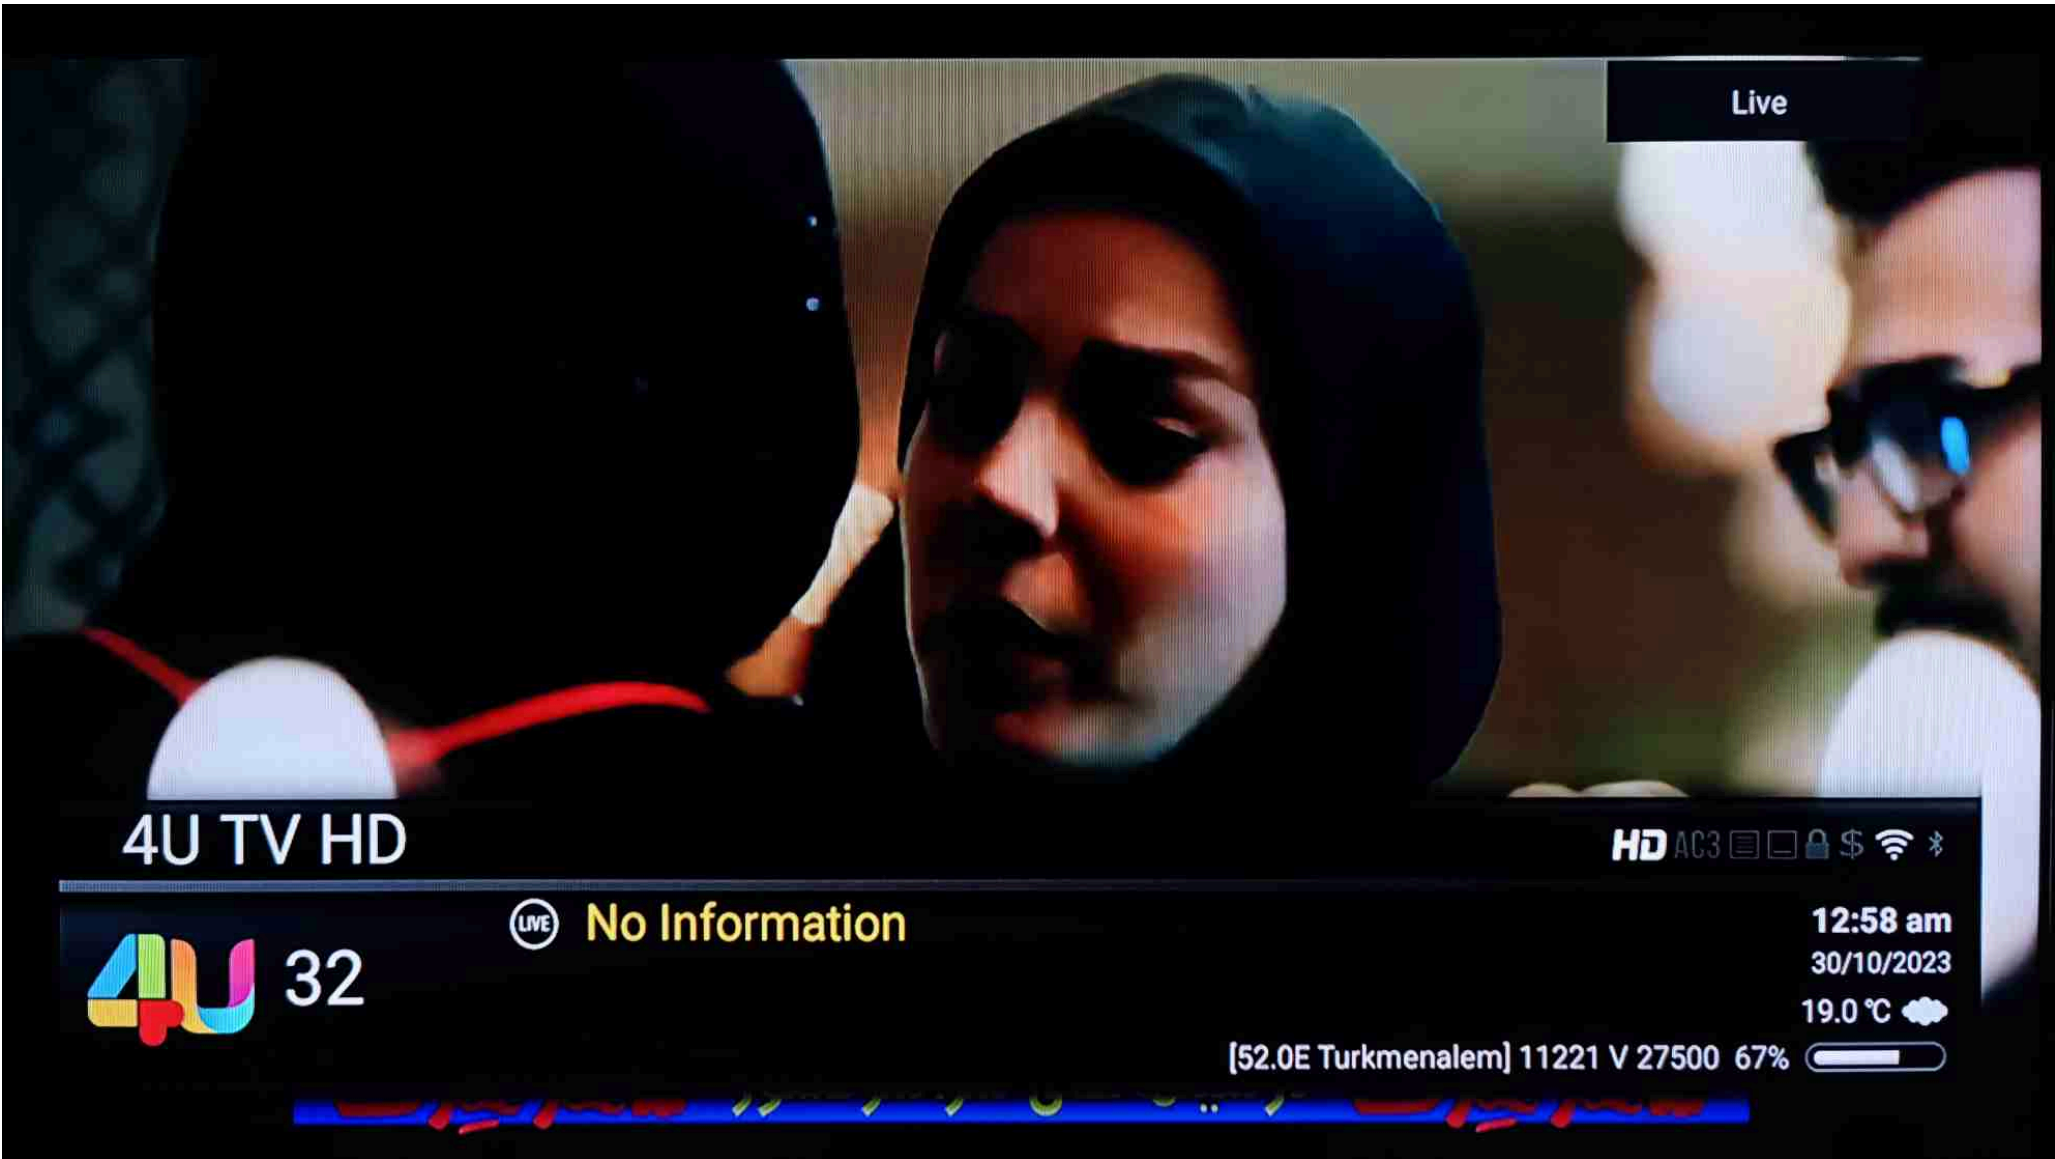 Live
4U TV HD
HD AC3 $
LIVE No Information
12:58 am
4U 32
30/10/2023
19.0 °C
[52.0E Turkmenalem] 11221 V 27500 67%